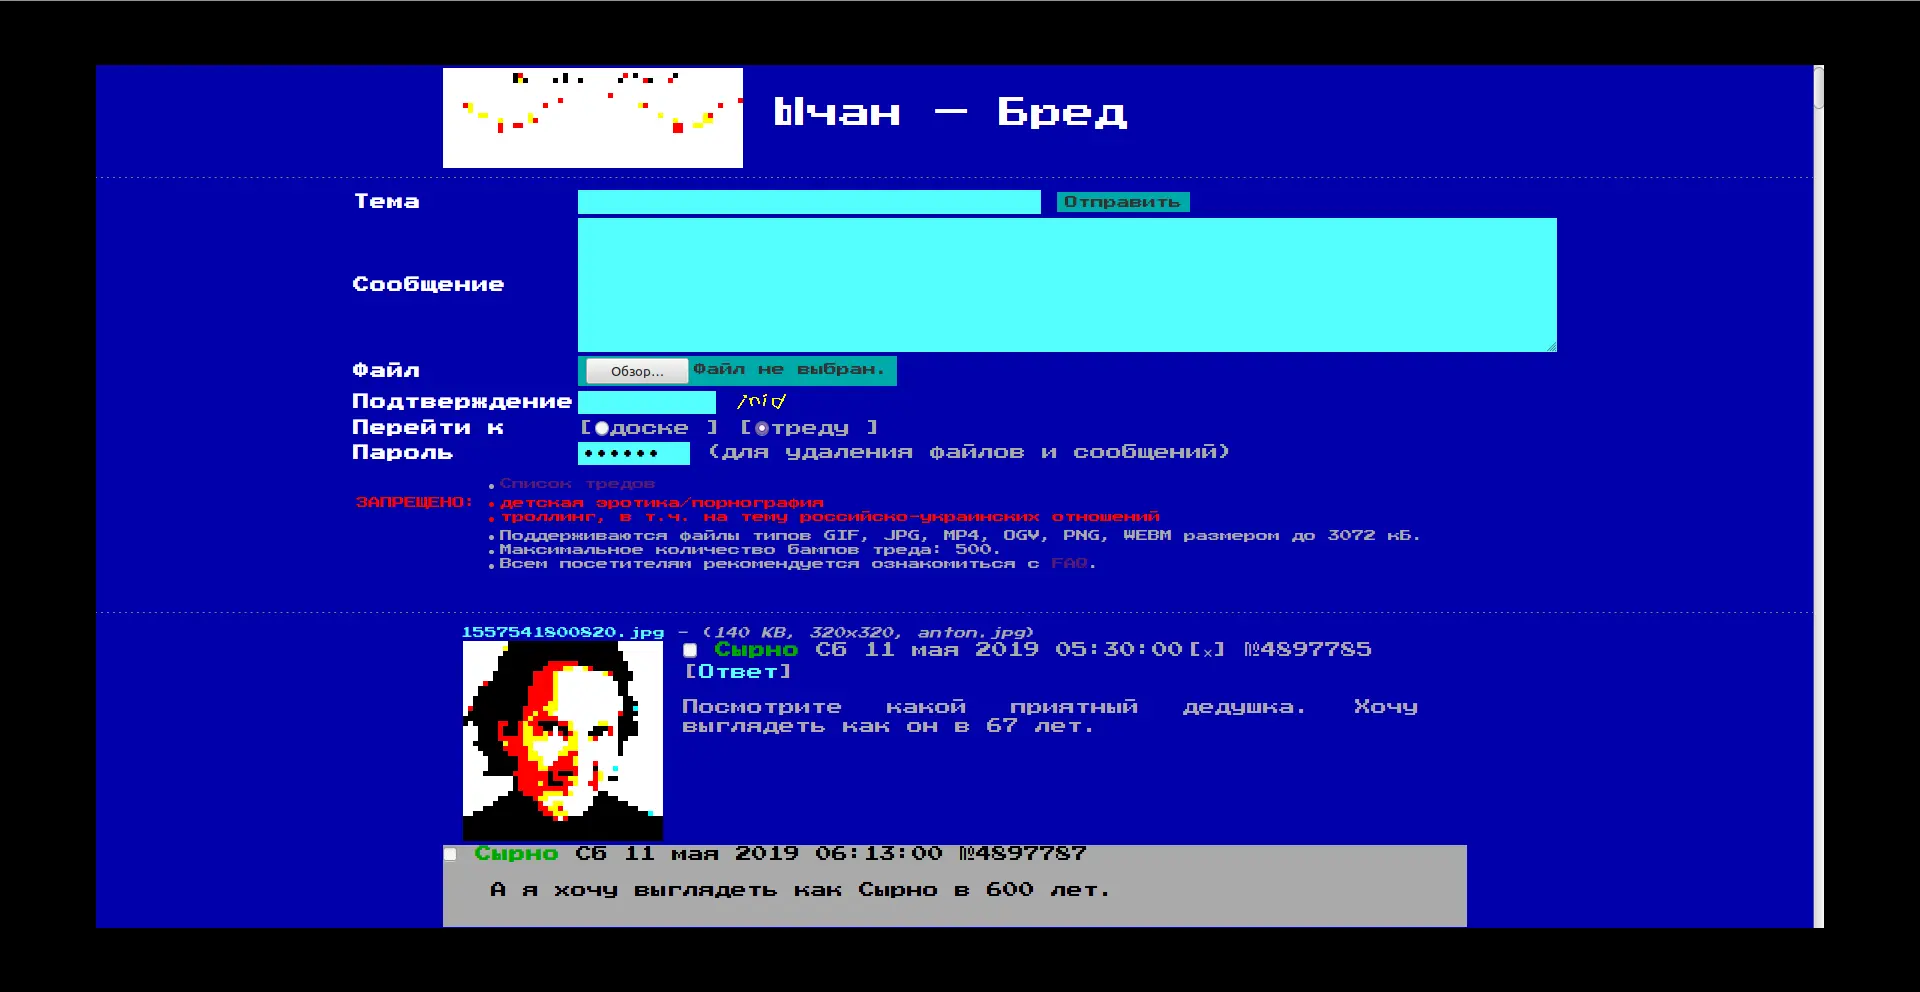 Ычан — Бред
Тема
Отправить
Сообщение
Файл
Обзор... Файл не выбран.
Подтверждение
Перейти к [ доске ] [ треду ]
Пароль •••••• (для удаления файлов и сообщений)
Список тредов
ЗАПРЕЩЕНО: детская эротика/порнография
троллинг, в т.ч. на тему российско-украинских отношений
Поддерживаются файлы типов GIF, JPG, MP4, OGV, PNG, WEBM размером до 3072 кБ.
Максимальное количество бампов треда: 500.
Всем посетителям рекомендуется ознакомиться с FAQ.
1557541800820.jpg — (140 KB, 320x320, anton.jpg)
Сырно Сб 11 мая 2019 05:30:00 [x] №4897785
[Ответ]
Посмотрите какой приятный дедушка. Хочу
выглядеть как он в 67 лет.
Сырно Сб 11 мая 2019 06:13:00 №4897787
А я хочу выглядеть как Сырно в 600 лет.